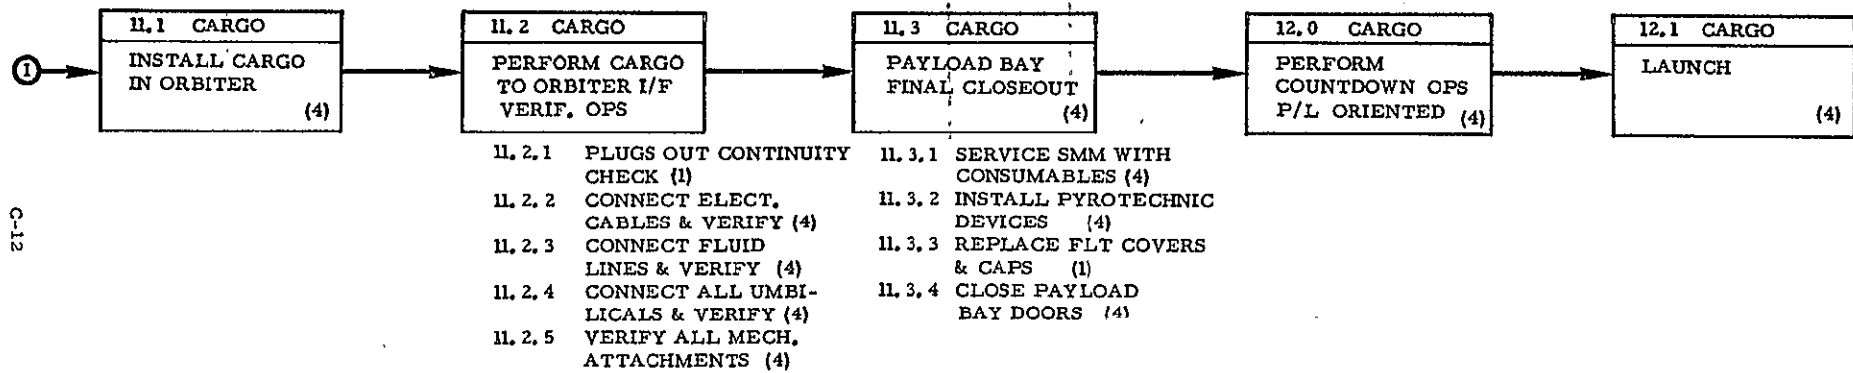 I
11.1 CARGO
INSTALL CARGO
IN ORBITER
(4)
11.2 CARGO
PERFORM CARGO
TO ORBITER I/F
VERIF. OPS
11.2.1 PLUGS OUT CONTINUITY
CHECK (1)
11.2.2 CONNECT ELECT.
CABLES & VERIFY (4)
11.2.3 CONNECT FLUID
LINES & VERIFY (4)
11.2.4 CONNECT ALL UMBI-
LICALS & VERIFY (4)
11.2.5 VERIFY ALL MECH.
ATTACHMENTS (4)
11.3 CARGO
PAYLOAD BAY
FINAL CLOSEOUT
(4)
11.3.1 SERVICE SMM WITH
CONSUMABLES (4)
11.3.2 INSTALL PYROTECHNIC
DEVICES (4)
11.3.3 REPLACE FLT COVERS
& CAPS (1)
11.3.4 CLOSE PAYLOAD
BAY DOORS (4)
12.0 CARGO
PERFORM
COUNTDOWN OPS
P/L ORIENTED (4)
12.1 CARGO
LAUNCH
(4)
C-12